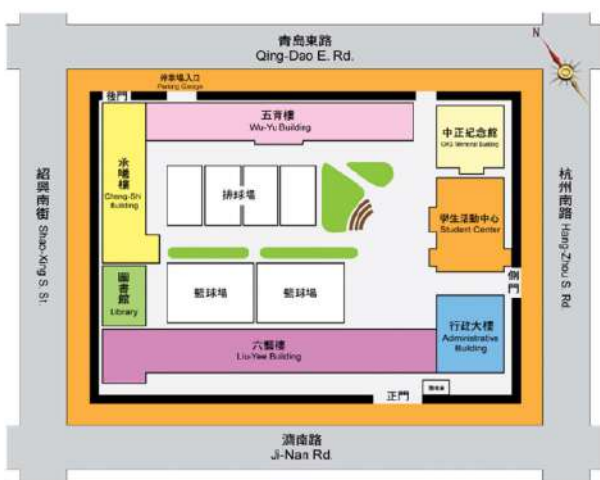 青島東路
Qing-Dao E. Rd.
N
停車場入口
Parking Garage
後門
五育樓
Wu-Yu Building
中正紀念館
CKS Memorial Building
承曦樓
Cheng-Shi
Building
排球場
學生活動中心
Student Center
紹興南街 Shao-Xing S. St.
杭州南路 Hang-Zhou S. Rd
側門
圖書館
Library
籃球場
籃球場
行政大樓
Administrative
Building
六藝樓
Liu-Yee Building
正門
濟南路
Ji-Nan Rd.